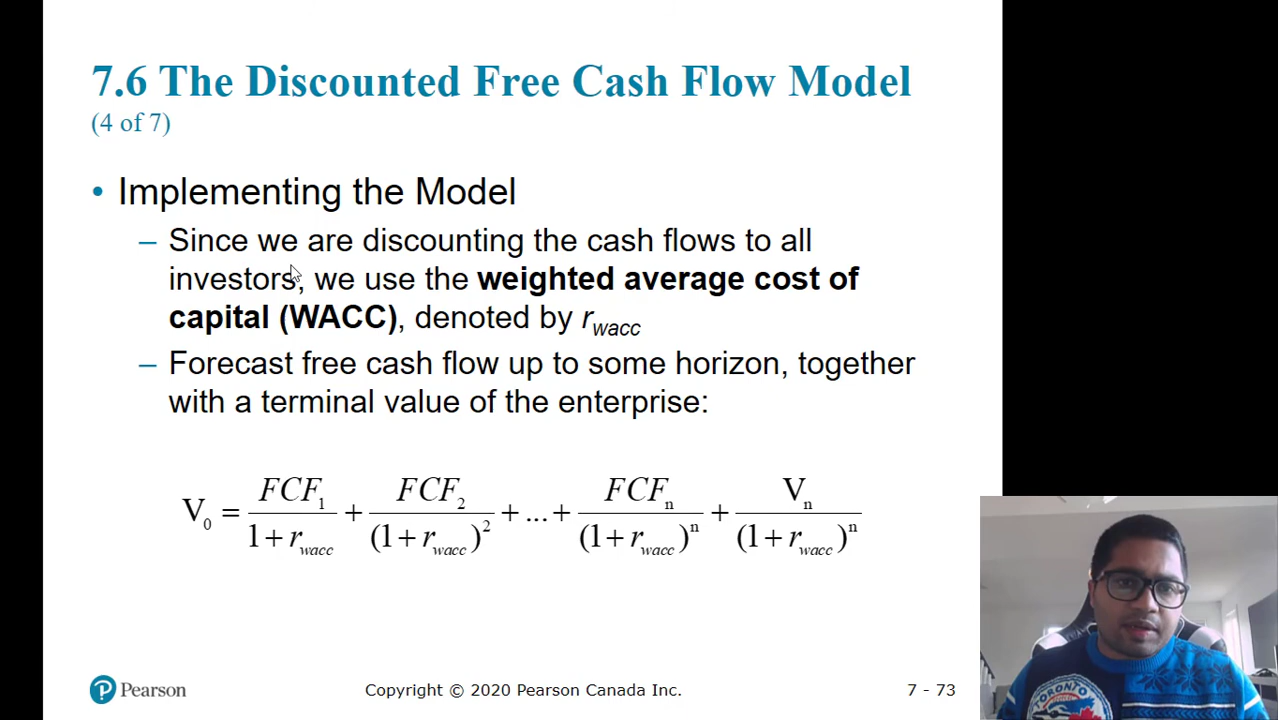 7.6 The Discounted Free Cash Flow Model
(4 of 7)
• Implementing the Model
– Since we are discounting the cash flows to all
investors, we use the weighted average cost of
capital (WACC), denoted by r_wacc
– Forecast free cash flow up to some horizon, together
with a terminal value of the enterprise:
V_0 = FCF_1 / (1 + r_wacc) + FCF_2 / (1 + r_wacc)^2 + ... + FCF_n / (1 + r_wacc)^n + V_n / (1 + r_wacc)^n
TORONTO
P Pearson
Copyright © 2020 Pearson Canada Inc.
7 - 73